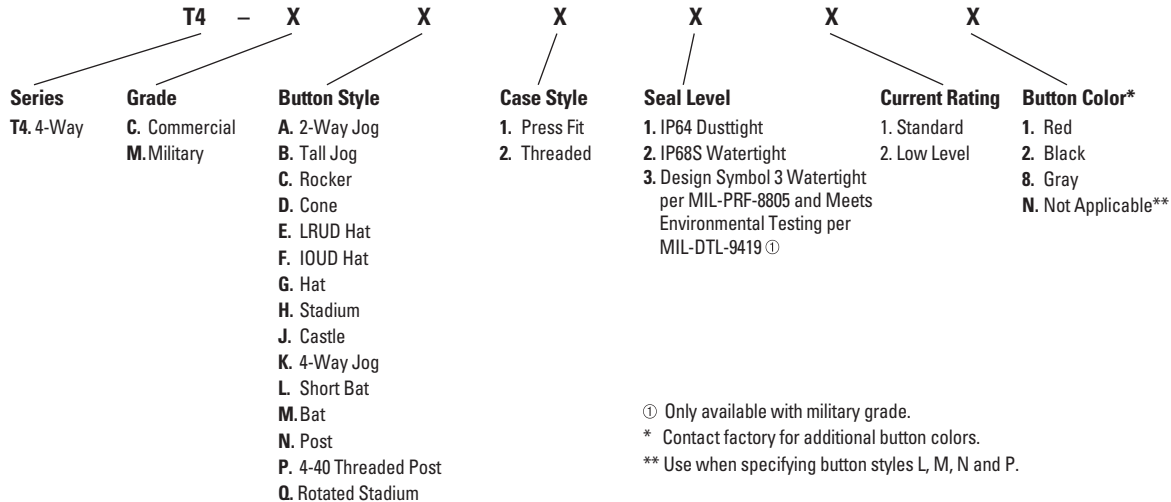 T4 – X X X X X X
Series
T4. 4-Way
Grade
C. Commercial
M. Military
Button Style
A. 2-Way Jog
B. Tall Jog
C. Rocker
D. Cone
E. LRUD Hat
F. IOUD Hat
G. Hat
H. Stadium
J. Castle
K. 4-Way Jog
L. Short Bat
M. Bat
N. Post
P. 4-40 Threaded Post
Q. Rotated Stadium
Case Style
1. Press Fit
2. Threaded
Seal Level
1. IP64 Dusttight
2. IP68S Watertight
3. Design Symbol 3 Watertight
per MIL-PRF-8805 and Meets
Environmental Testing per
MIL-DTL-9419 ①
Current Rating
1. Standard
2. Low Level
Button Color*
1. Red
2. Black
8. Gray
N. Not Applicable**
① Only available with military grade.
* Contact factory for additional button colors.
** Use when specifying button styles L, M, N and P.